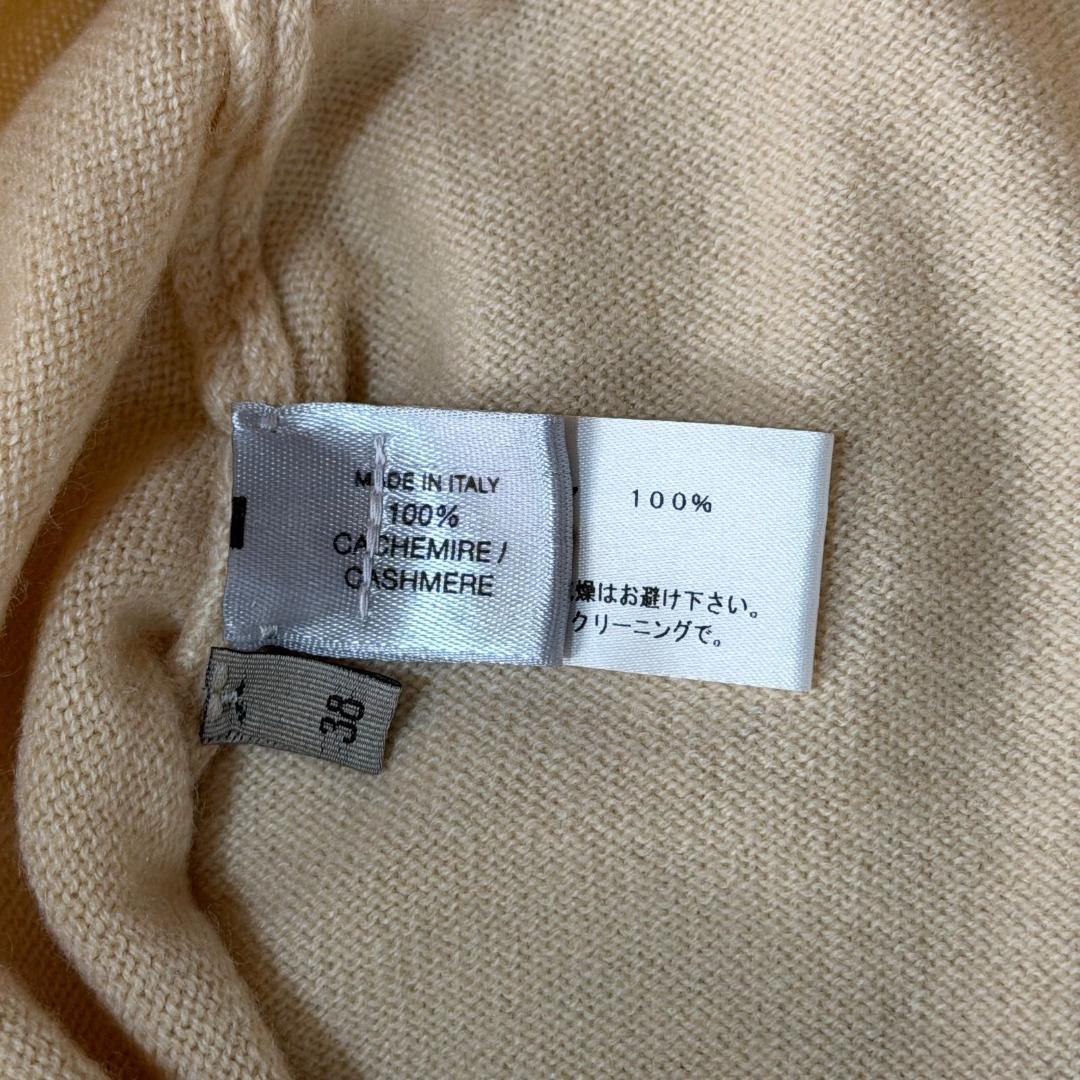 MADE IN ITALY
100%
CACHEMIRE /
CASHMERE
100%
燥はお避け下さい。
クリーニングで。
38